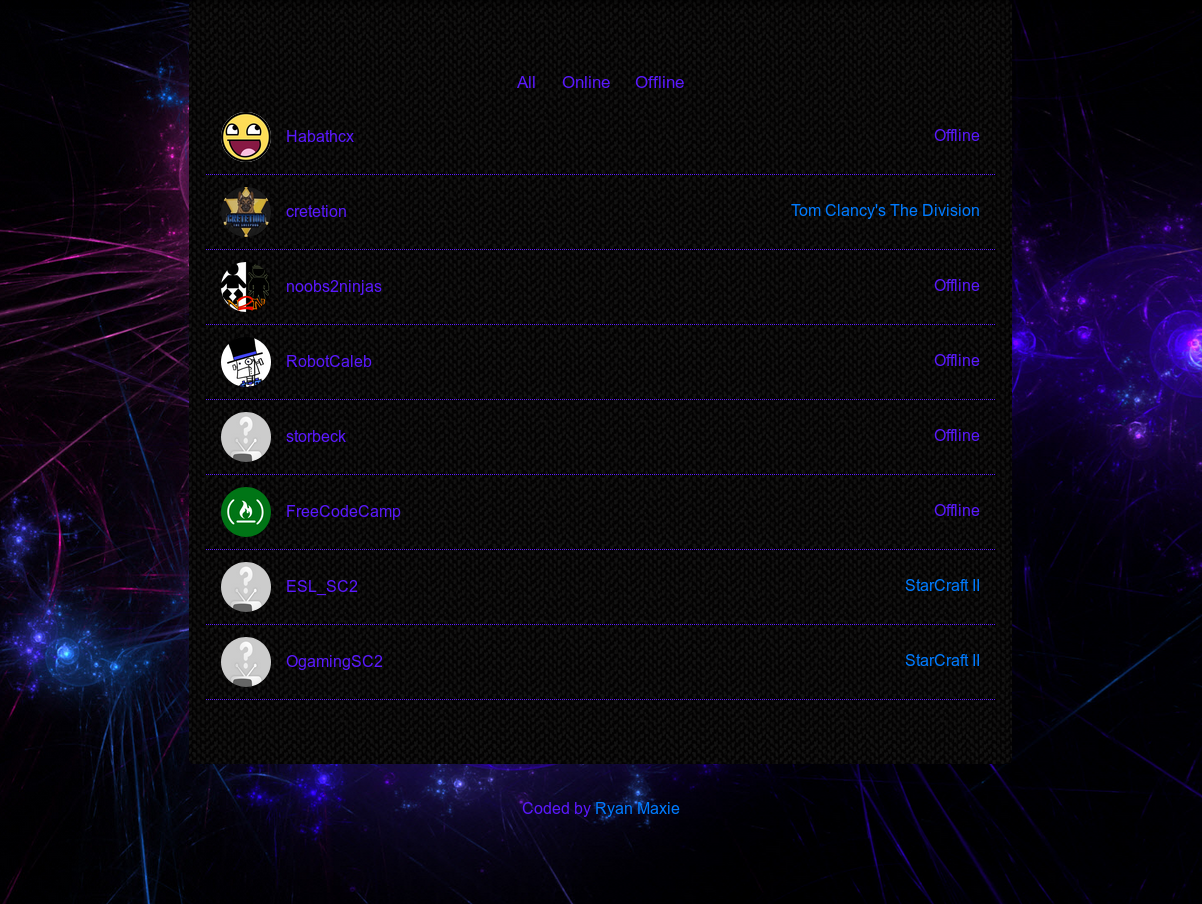 All Online Offline
Habathcx Offline
CRETETION
cretetion Tom Clancy's The Division
noobs2ninjas Offline
RobotCaleb Offline
storbeck Offline
FreeCodeCamp Offline
ESL_SC2 StarCraft II
OgamingSC2 StarCraft II
Coded by Ryan Maxie